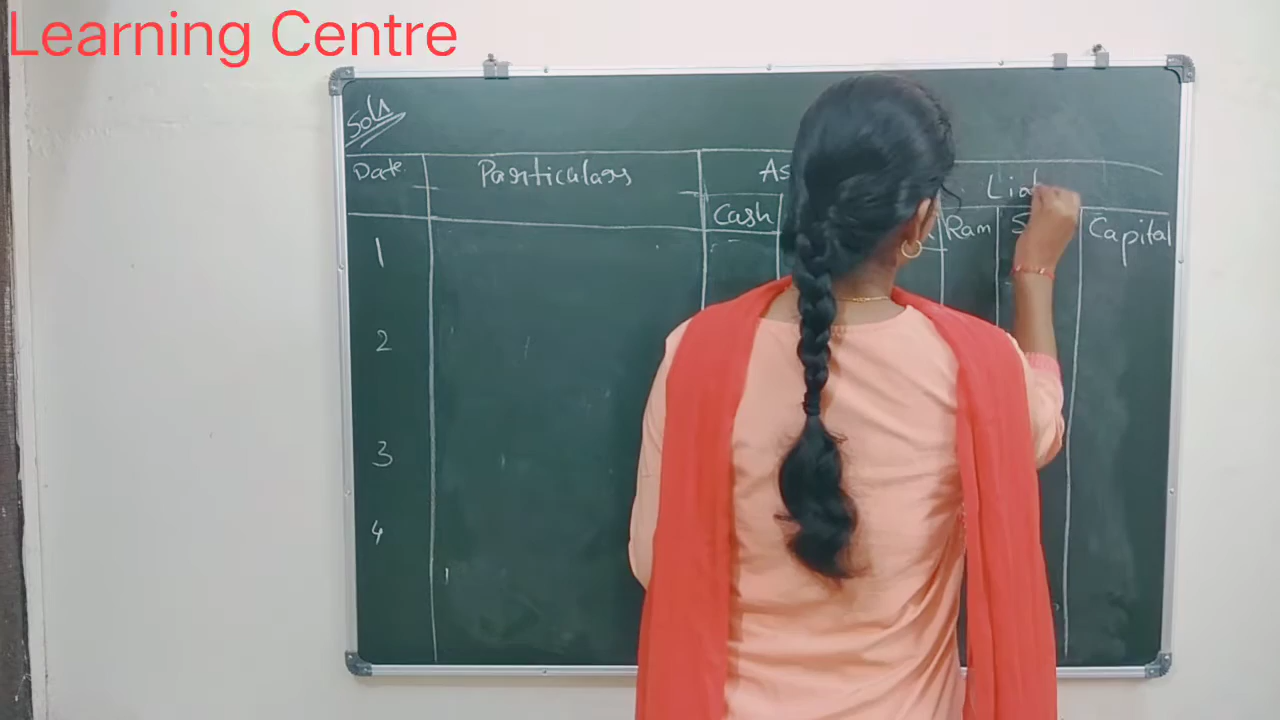 Learning Centre
Soln
Date Particulars As Lia
Cash Ram S Capital
1
2
3
4